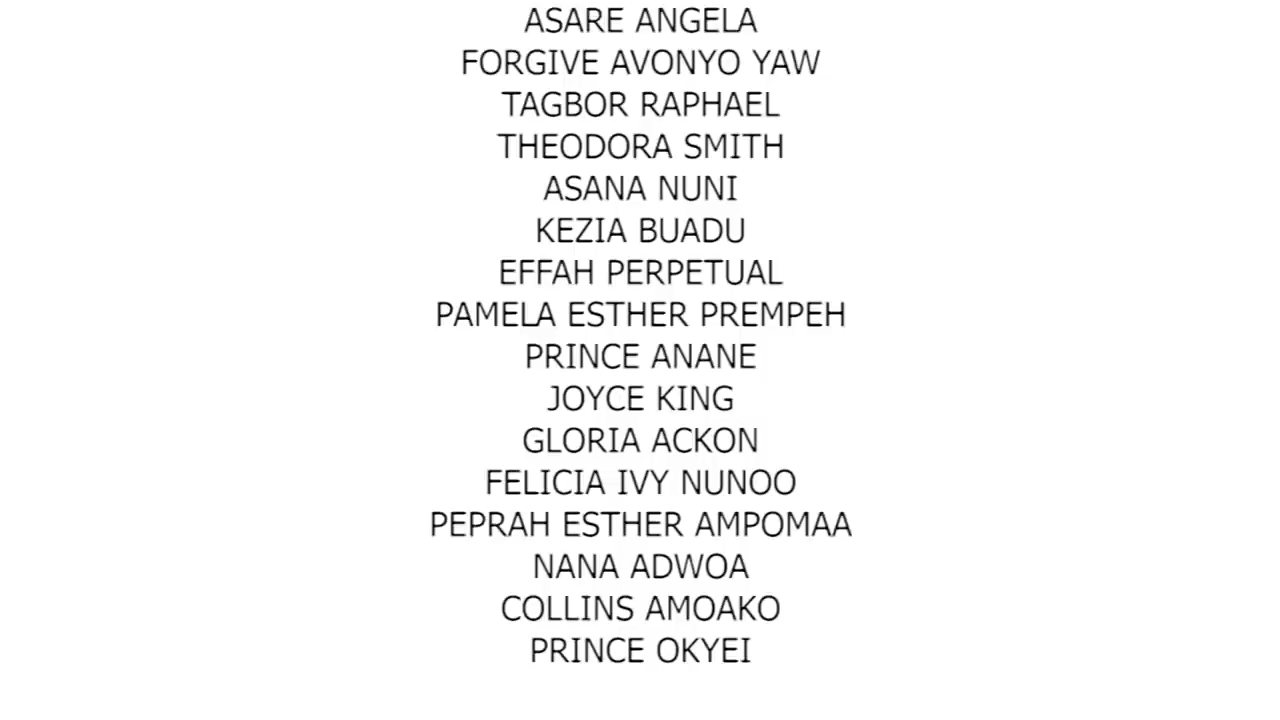 ASARE ANGELA
FORGIVE AVONYO YAW
TAGBOR RAPHAEL
THEODORA SMITH
ASANA NUNI
KEZIA BUADU
EFFAH PERPETUAL
PAMELA ESTHER PREMPEH
PRINCE ANANE
JOYCE KING
GLORIA ACKON
FELICIA IVY NUNOO
PEPRAH ESTHER AMPOMAA
NANA ADWOA
COLLINS AMOAKO
PRINCE OKYEI